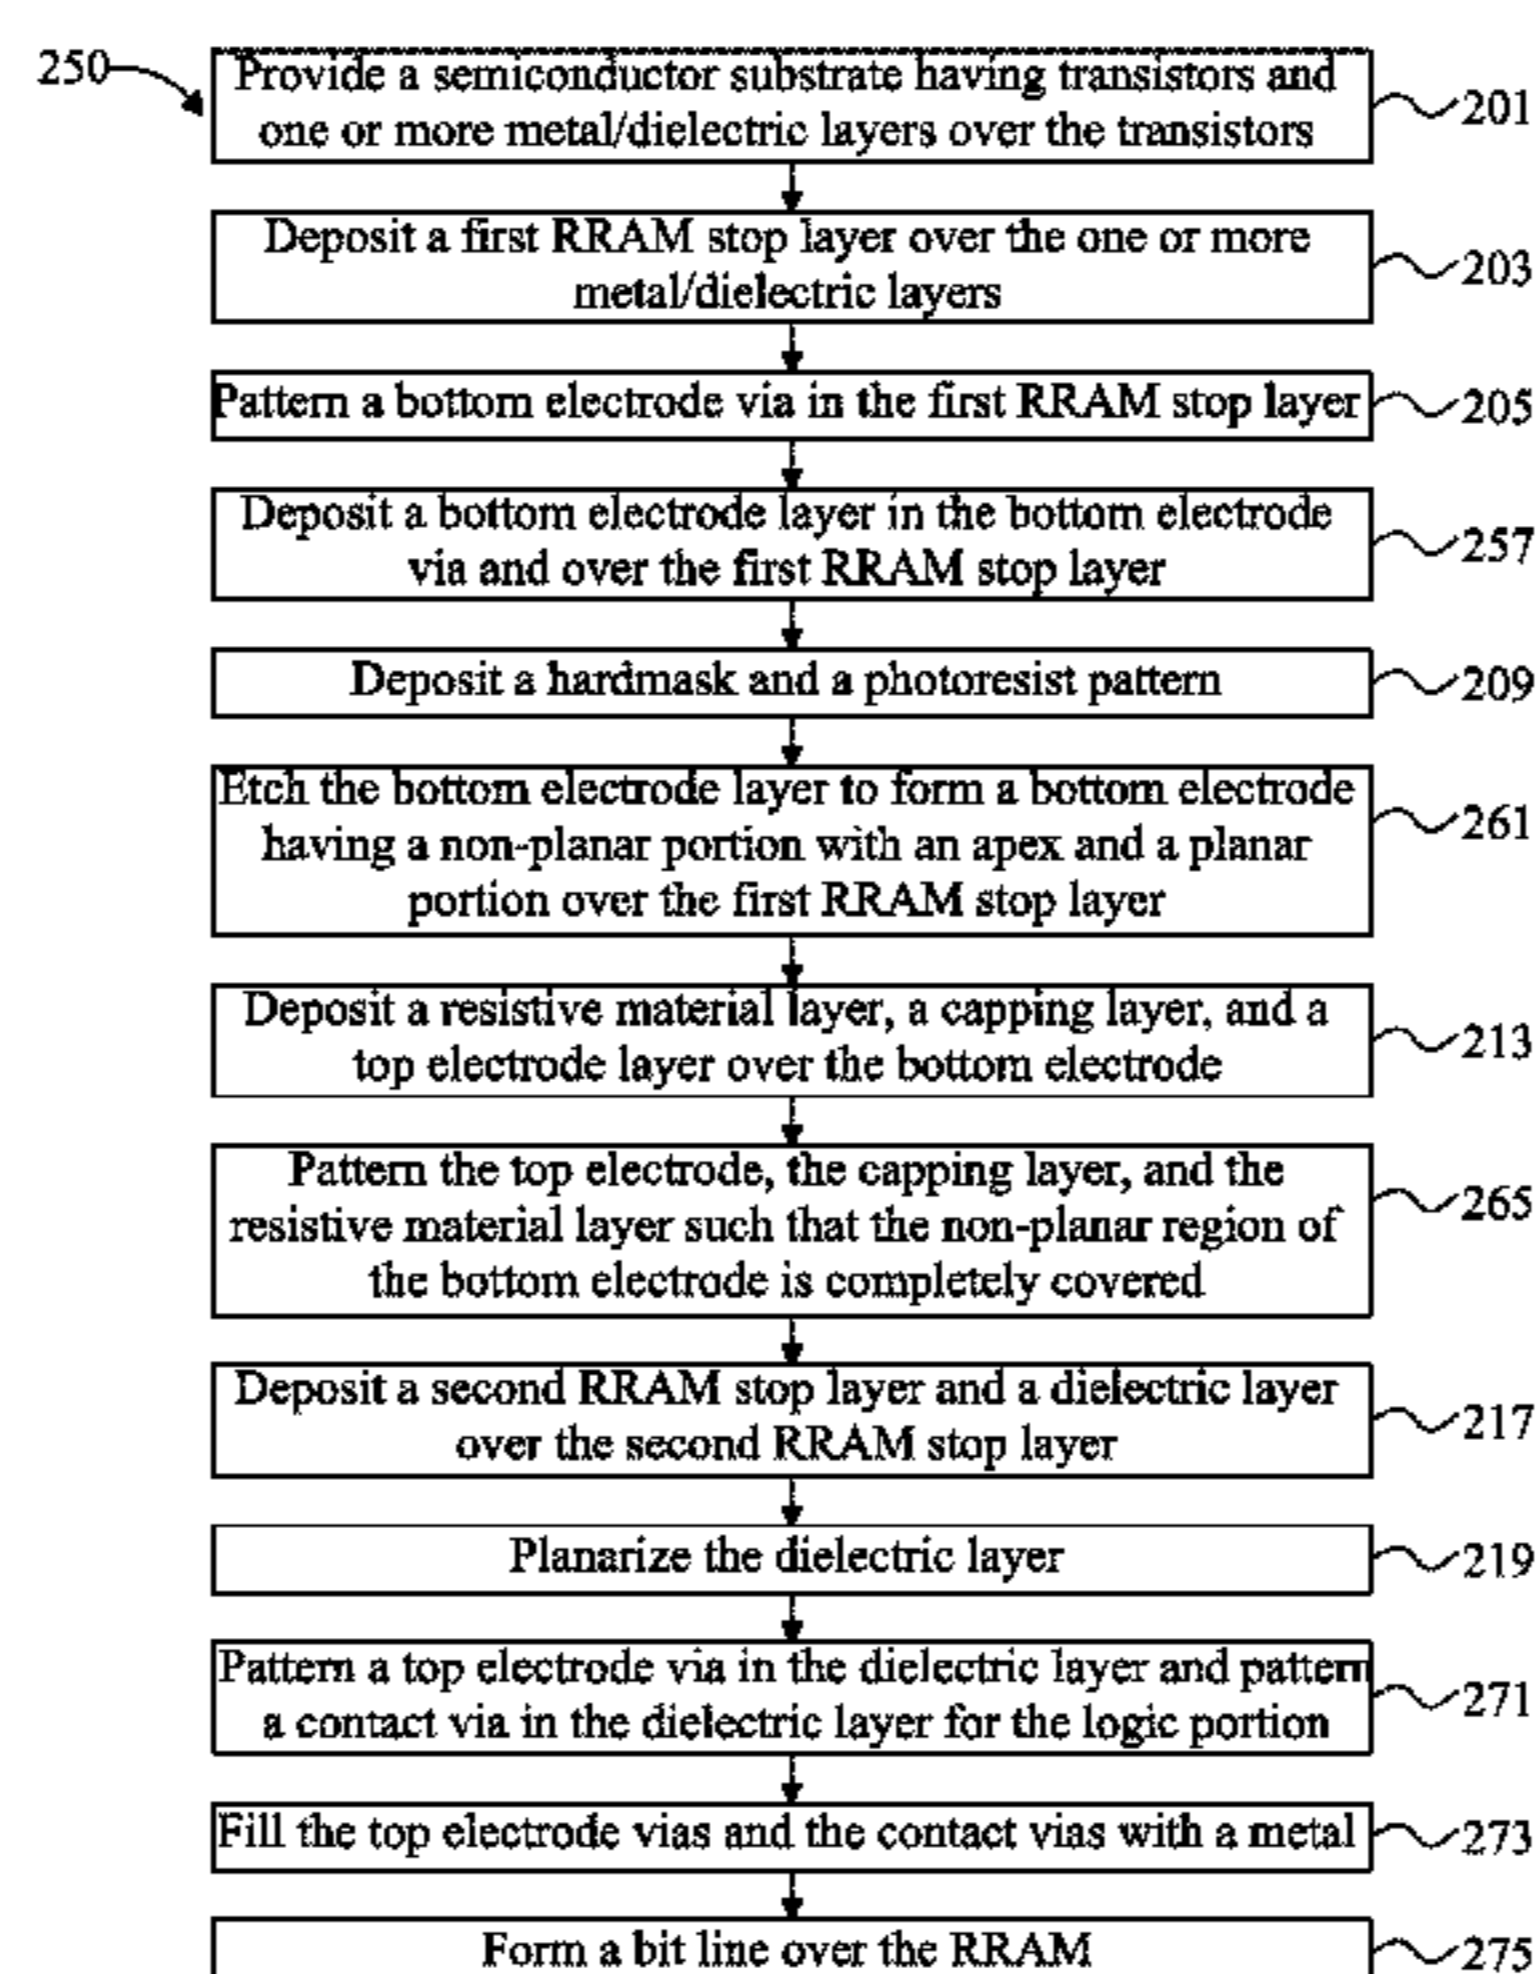 250
Provide a semiconductor substrate having transistors and
one or more metal/dielectric layers over the transistors
201
Deposit a first RRAM stop layer over the one or more
metal/dielectric layers
203
Pattern a bottom electrode via in the first RRAM stop layer
205
Deposit a bottom electrode layer in the bottom electrode
via and over the first RRAM stop layer
257
Deposit a hardmask and a photoresist pattern
209
Etch the bottom electrode layer to form a bottom electrode
having a non-planar portion with an apex and a planar
portion over the first RRAM stop layer
261
Deposit a resistive material layer, a capping layer, and a
top electrode layer over the bottom electrode
213
Pattern the top electrode, the capping layer, and the
resistive material layer such that the non-planar region of
the bottom electrode is completely covered
265
Deposit a second RRAM stop layer and a dielectric layer
over the second RRAM stop layer
217
Planarize the dielectric layer
219
Pattern a top electrode via in the dielectric layer and pattern
a contact via in the dielectric layer for the logic portion
271
Fill the top electrode vias and the contact vias with a metal
273
Form a bit line over the RRAM
275